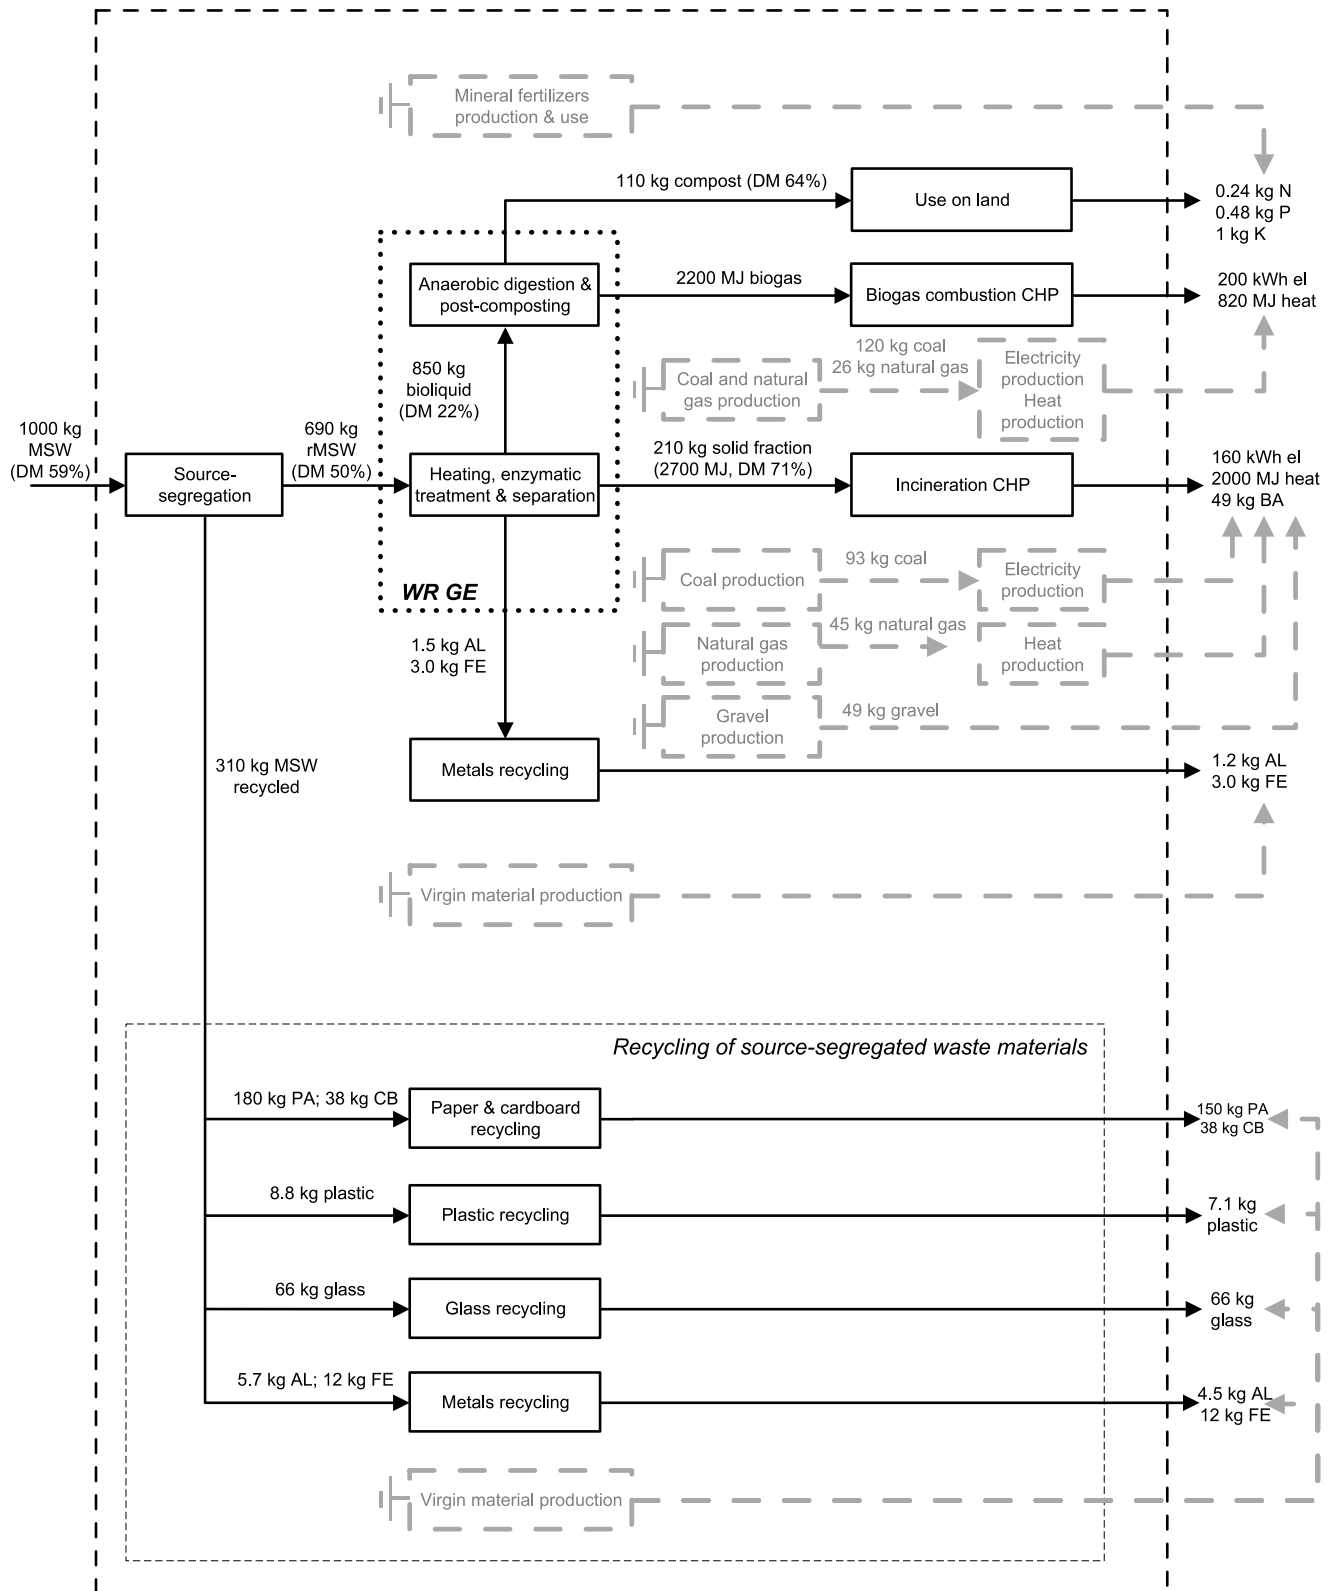 Mineral fertilizers
production & use
110 kg compost (DM 64%)
Use on land
0.24 kg N
0.48 kg P
1 kg K
Anaerobic digestion &
post-composting
2200 MJ biogas
Biogas combustion CHP
200 kWh el
820 MJ heat
850 kg
bioliquid
(DM 22%)
Coal and natural
gas production
120 kg coal
26 kg natural gas
Electricity
production
Heat
production
1000 kg
MSW
(DM 59%)
Source-
segregation
690 kg
rMSW
(DM 50%)
Heating, enzymatic
treatment & separation
210 kg solid fraction
(2700 MJ, DM 71%)
Incineration CHP
160 kWh el
2000 MJ heat
49 kg BA
WR GE
Coal production
93 kg coal
Electricity
production
1.5 kg AL
3.0 kg FE
Natural gas
production
45 kg natural gas
Heat
production
Gravel
production
49 kg gravel
310 kg MSW
recycled
Metals recycling
1.2 kg AL
3.0 kg FE
Virgin material production
Recycling of source-segregated waste materials
180 kg PA; 38 kg CB
Paper & cardboard
recycling
150 kg PA
38 kg CB
8.8 kg plastic
Plastic recycling
7.1 kg
plastic
66 kg glass
Glass recycling
66 kg
glass
5.7 kg AL; 12 kg FE
Metals recycling
4.5 kg AL
12 kg FE
Virgin material production